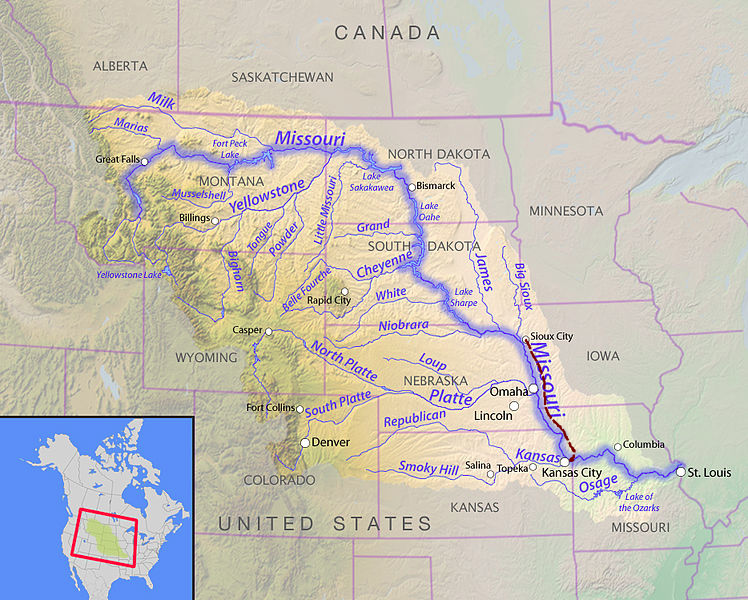 CANADA
ALBERTA
SASKATCHEWAN
Milk
Marias
Missouri
Fort Peck
Lake
Great Falls
NORTH DAKOTA
MONTANA
Musselshell
Yellowstone
Lake
Sakakawea
Bismarck
Billings
Little Missouri
Lake
Oahe
MINNESOTA
Tongue
Powder
Grand
SOUTH DAKOTA
Yellowstone Lake
Bighorn
Cheyenne
James
Big Sioux
Belle Fourche
Rapid City
White
Lake
Sharpe
Casper
Niobrara
Sioux City
WYOMING
North Platte
Loup
Missouri
IOWA
NEBRASKA
Omaha
Platte
Fort Collins
South Platte
Lincoln
Republican
Denver
Columbia
Kansas
Smoky Hill
Salina
Topeka
Kansas City
St. Louis
COLORADO
Osage
Lake of
the Ozarks
KANSAS
MISSOURI
UNITED STATES